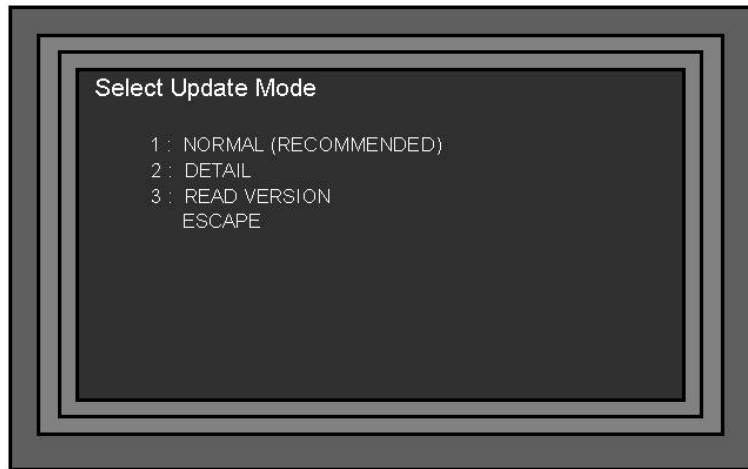 Select Update Mode
1 : NORMAL (RECOMMENDED)
2 : DETAIL
3 : READ VERSION
ESCAPE